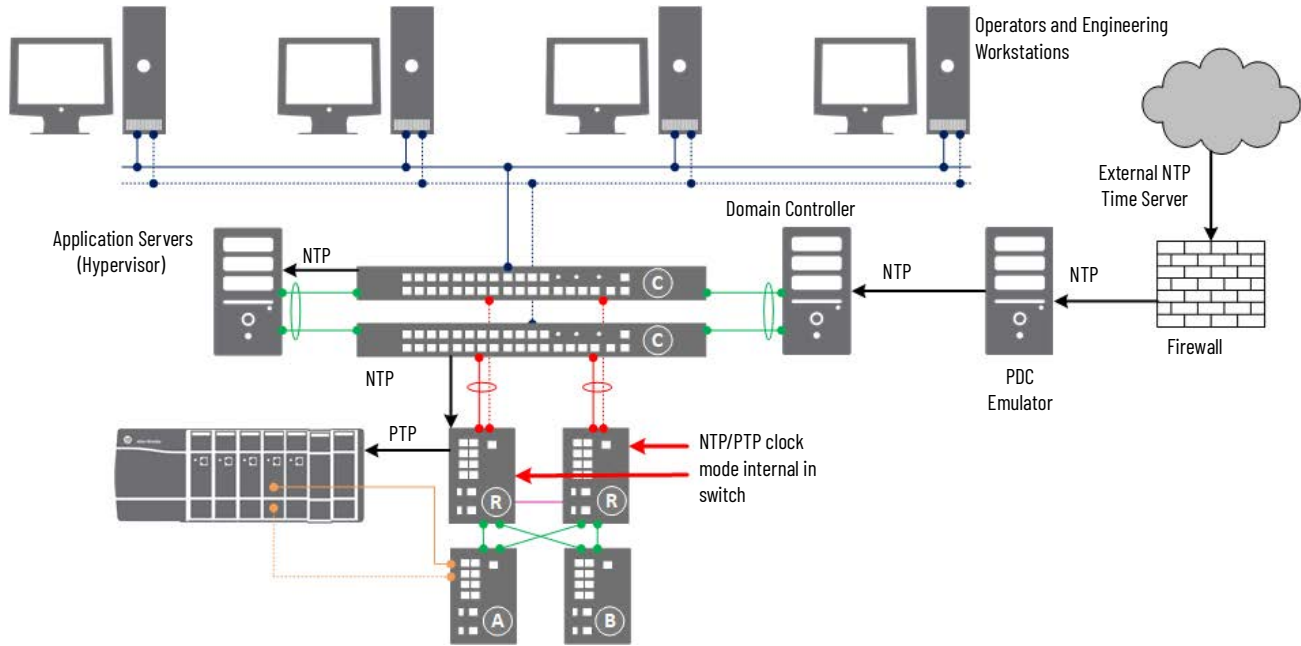 Operators and Engineering
Workstations
External NTP
Time Server
Domain Controller
Application Servers
(Hypervisor)
NTP
C
NTP
NTP
C
Firewall
NTP
PDC
Emulator
PTP
NTP/PTP clock
mode internal in
switch
R
R
A
B